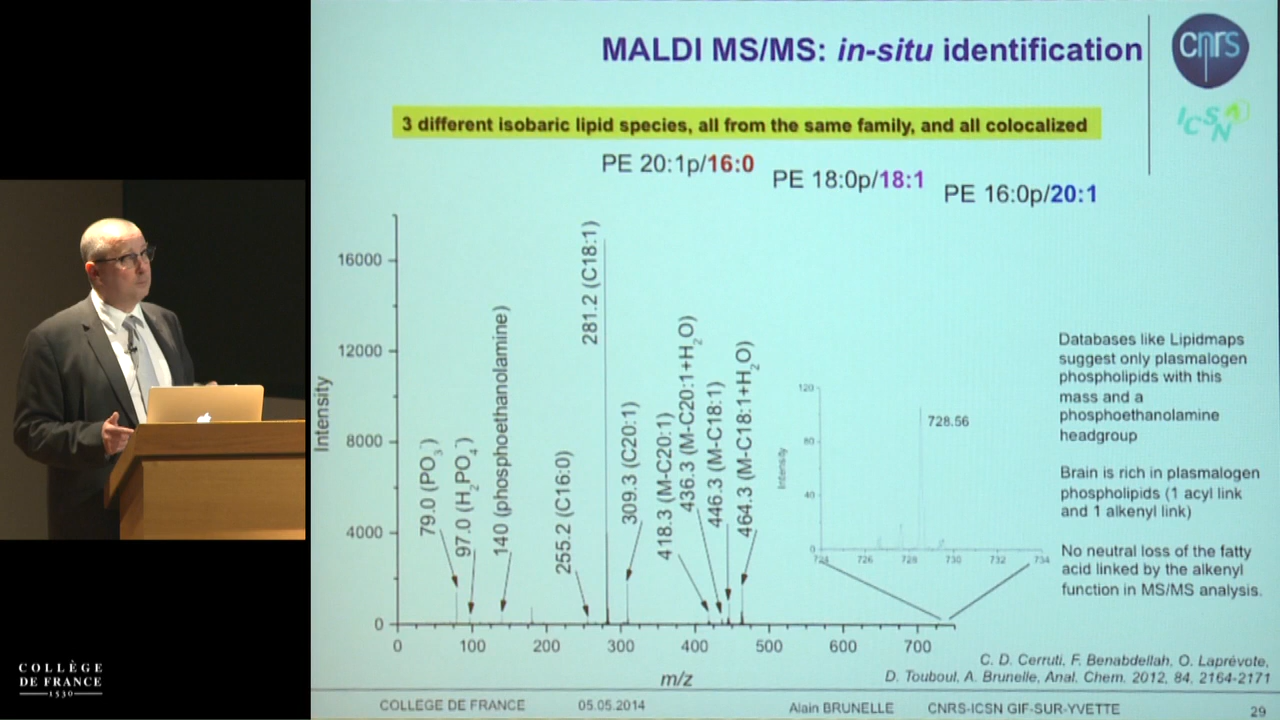 MALDI MS/MS: in-situ identification
cnrs
ICSN
3 different isobaric lipid species, all from the same family, and all colocalized
PE 20:1p/16:0
PE 18:0p/18:1
PE 16:0p/20:1
16000
12000
8000
4000
0
Intensity
79.0 (PO3-)
97.0 (H2PO4-)
140 (phosphoethanolamine)
255.2 (C16:0)
281.2 (C18:1)
309.3 (C20:1)
418.3 (M-C20:1)
436.3 (M-C20:1+H2O)
446.3 (M-C18:1)
464.3 (M-C18:1+H2O)
0 100 200 300 400 500 600 700
m/z
120
80
40
0
Intensity
728.56
724 726 728 730 732 734
Databases like Lipidmaps
suggest only plasmalogen
phospholipids with this
mass and a
phosphoethanolamine
headgroup
Brain is rich in plasmalogen
phospholipids (1 acyl link
and 1 alkenyl link)
No neutral loss of the fatty
acid linked by the alkenyl
function in MS/MS analysis.
C. D. Cerruti, F. Benabdellah, O. Laprévote,
D. Touboul, A. Brunelle, Anal. Chem. 2012, 84, 2164-2171
COLLEGE DE FRANCE 05.05.2014 Alain BRUNELLE CNRS-ICSN GIF-SUR-YVETTE 29
COLLÈGE
DE FRANCE
1530